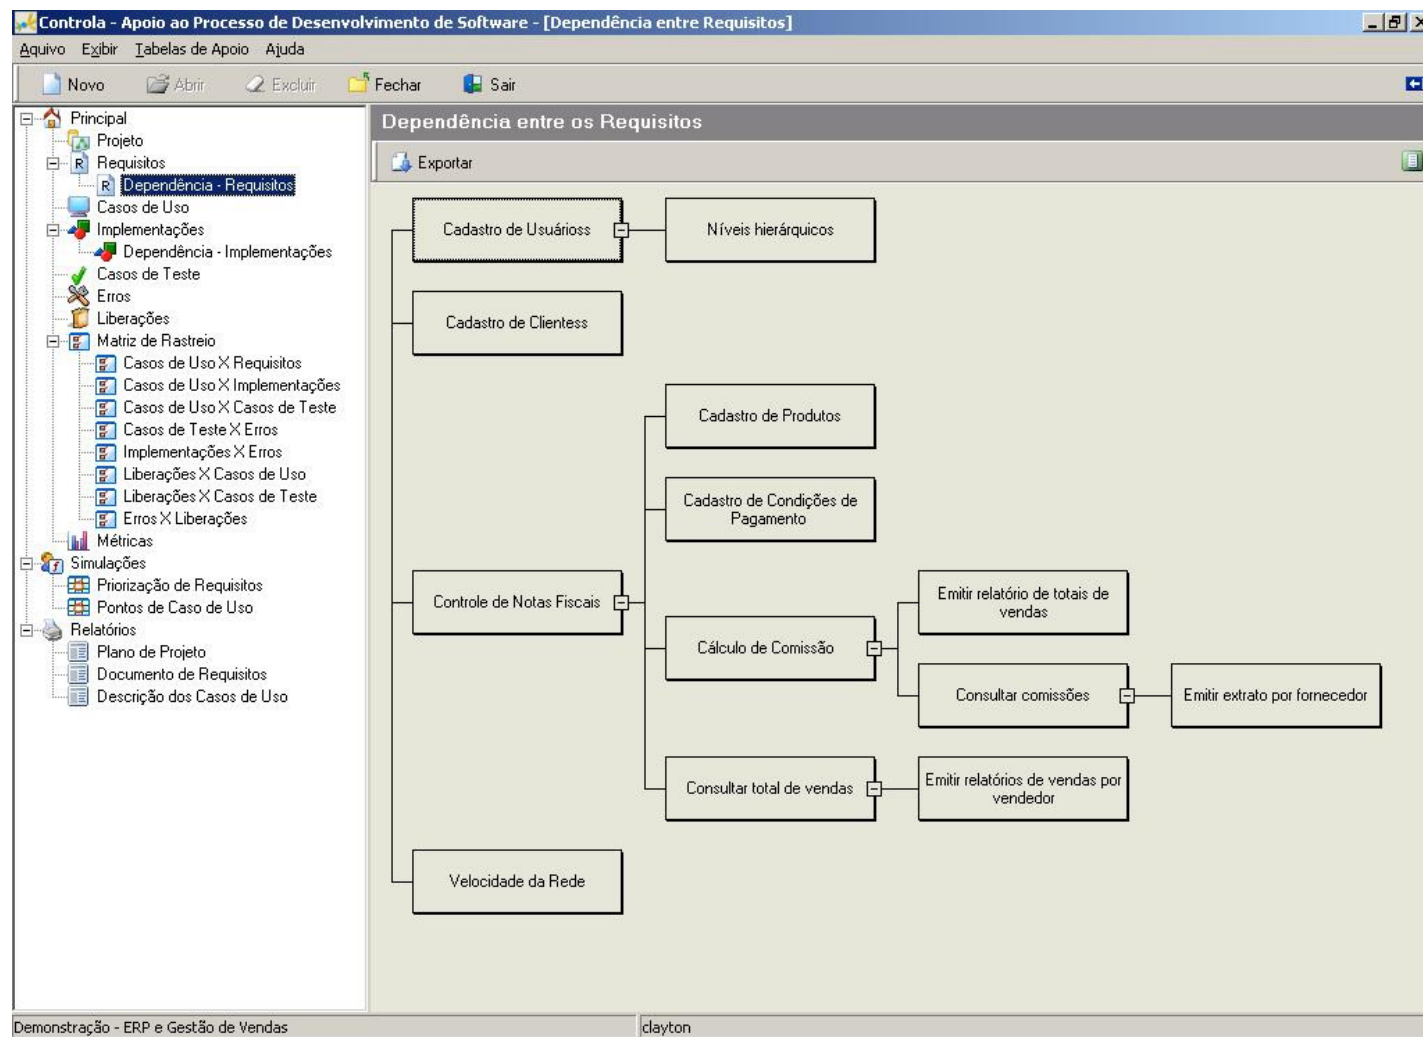 Controla - Apoio ao Processo de Desenvolvimento de Software - [Dependência entre Requisitos]
Aquivo Exibir Tabelas de Apoio Ajuda
Novo Abrir Excluir Fechar Sair
Principal
Projeto
Requisitos
Dependência - Requisitos
Casos de Uso
Implementações
Dependência - Implementações
Casos de Teste
Erros
Liberações
Matriz de Rastreio
Casos de Uso X Requisitos
Casos de Uso X Implementações
Casos de Uso X Casos de Teste
Casos de Teste X Erros
Implementações X Erros
Liberações X Casos de Uso
Liberações X Casos de Teste
Erros X Liberações
Métricas
Simulações
Priorização de Requisitos
Pontos de Caso de Uso
Relatórios
Plano de Projeto
Documento de Requisitos
Descrição dos Casos de Uso
Dependência entre os Requisitos
Exportar
Cadastro de Usuárioss
Níveis hierárquicos
Cadastro de Clientess
Cadastro de Produtos
Cadastro de Condições de
Pagamento
Controle de Notas Fiscais
Emitir relatório de totais de
vendas
Cálculo de Comissão
Consultar comissões
Emitir extrato por fornecedor
Consultar total de vendas
Emitir relatórios de vendas por
vendedor
Velocidade da Rede
Demonstração - ERP e Gestão de Vendas
clayton